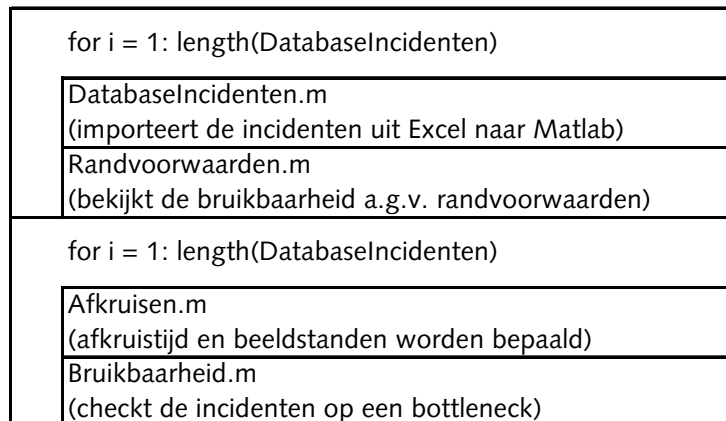 for i = 1: length(DatabaseIncidenten)
DatabaseIncidenten.m
(importeert de incidenten uit Excel naar Matlab)
Randvoorwaarden.m
(bekijkt de bruikbaarheid a.g.v. randvoorwaarden)
for i = 1: length(DatabaseIncidenten)
Afkruisen.m
(afkruistijd en beeldstanden worden bepaald)
Bruikbaarheid.m
(checkt de incidenten op een bottleneck)